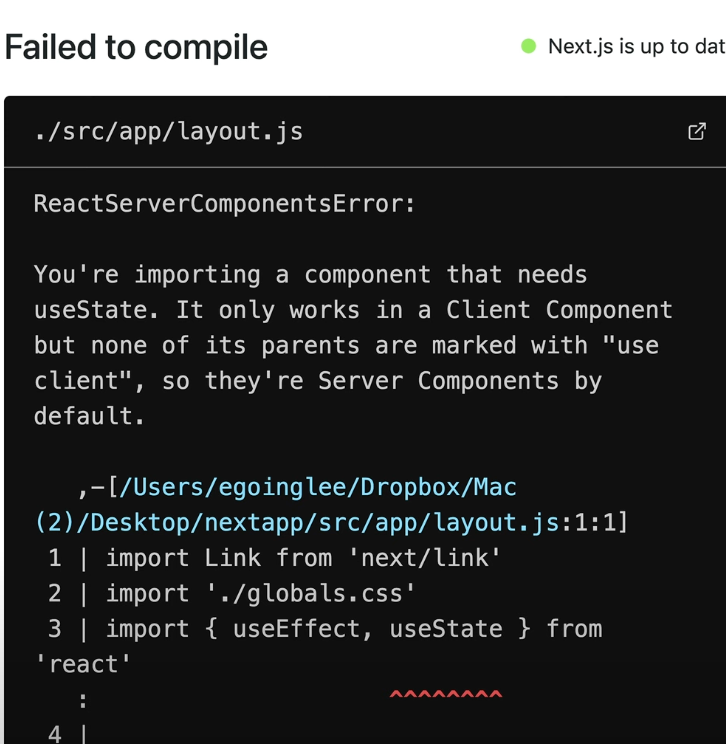 Failed to compile
Next.js is up to dat
./src/app/layout.js
ReactServerComponentsError:
You're importing a component that needs
useState. It only works in a Client Component
but none of its parents are marked with "use
client", so they're Server Components by
default.
,-[/Users/egoinglee/Dropbox/Mac
(2)/Desktop/nextapp/src/app/layout.js:1:1]
1 | import Link from 'next/link'
2 | import './globals.css'
3 | import { useEffect, useState } from
'react'
: ^^^^^^^^
4 |